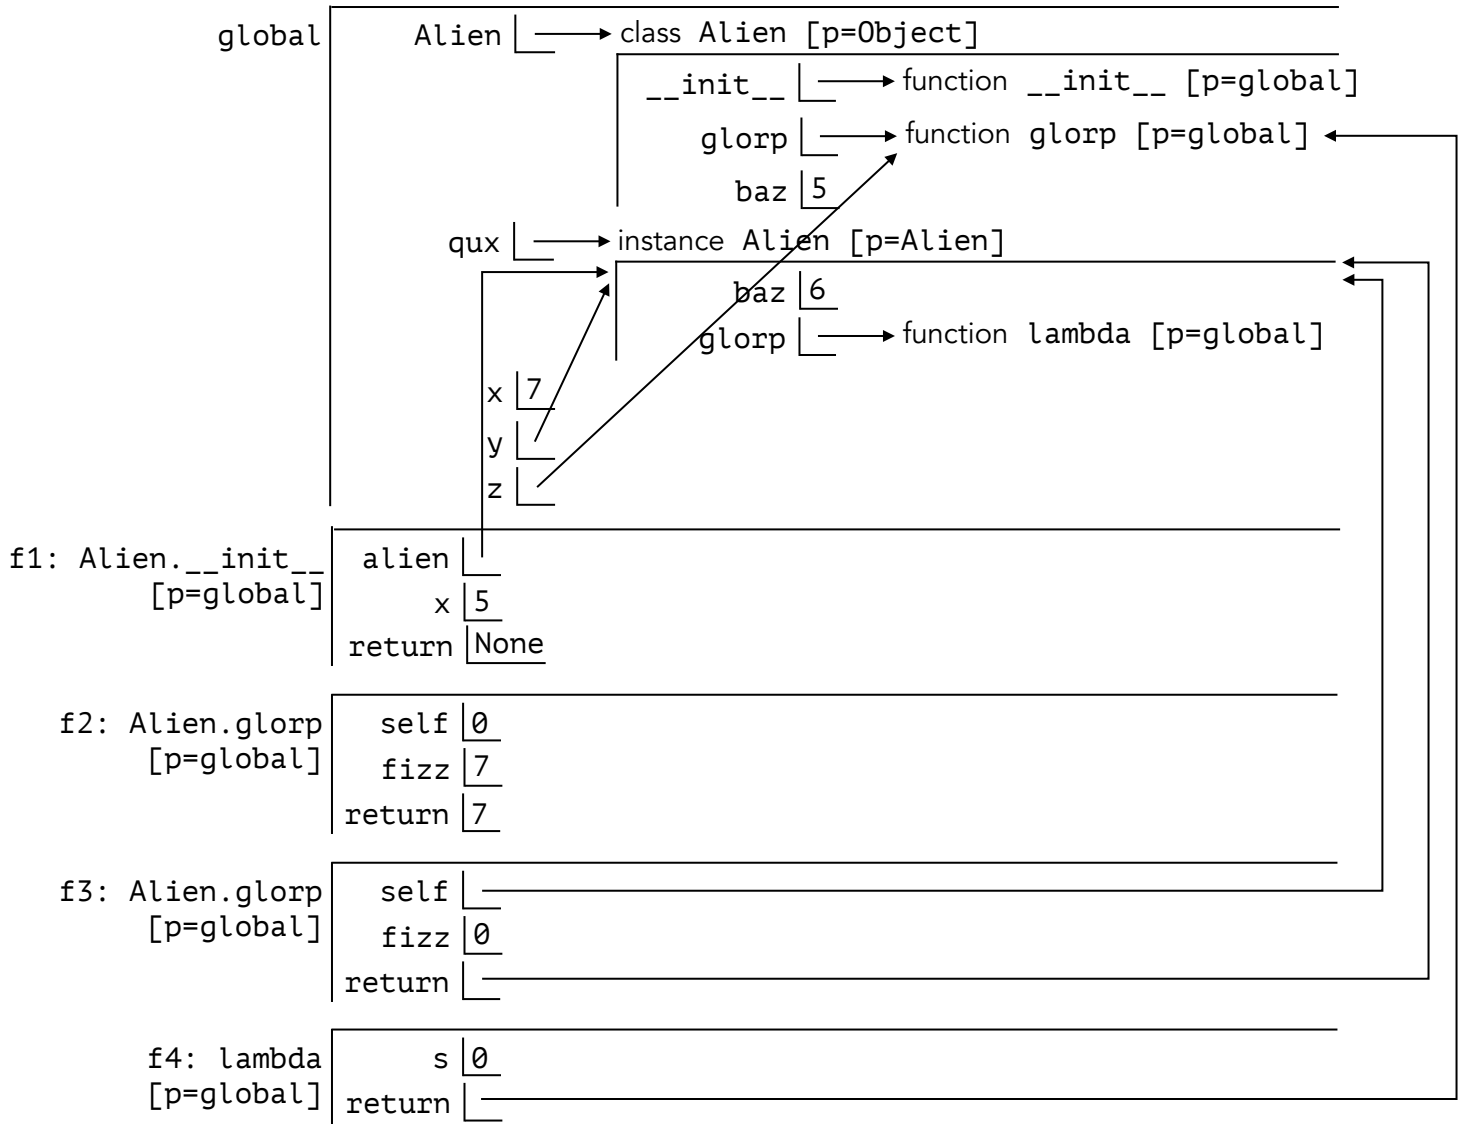 global Alien class Alien [p=Object]
__init__ function __init__ [p=global]
glorp function glorp [p=global]
baz 5
qux instance Alien [p=Alien]
baz 6
glorp function lambda [p=global]
x 7
y
z
f1: Alien.__init__ alien
[p=global] x 5
return None
f2: Alien.glorp self 0
[p=global] fizz 7
return 7
f3: Alien.glorp self
[p=global] fizz 0
return
f4: lambda s 0
[p=global] return